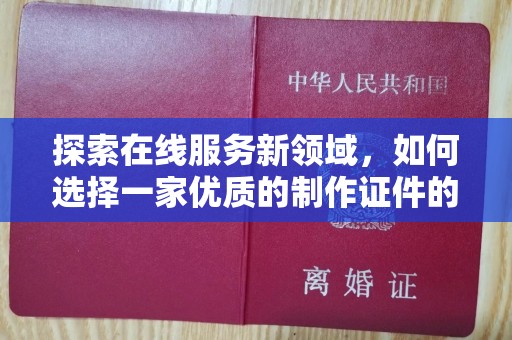 中华人民共和国
探索在线服务新领域，如何
选择一家优质的制作证件的
离婚证